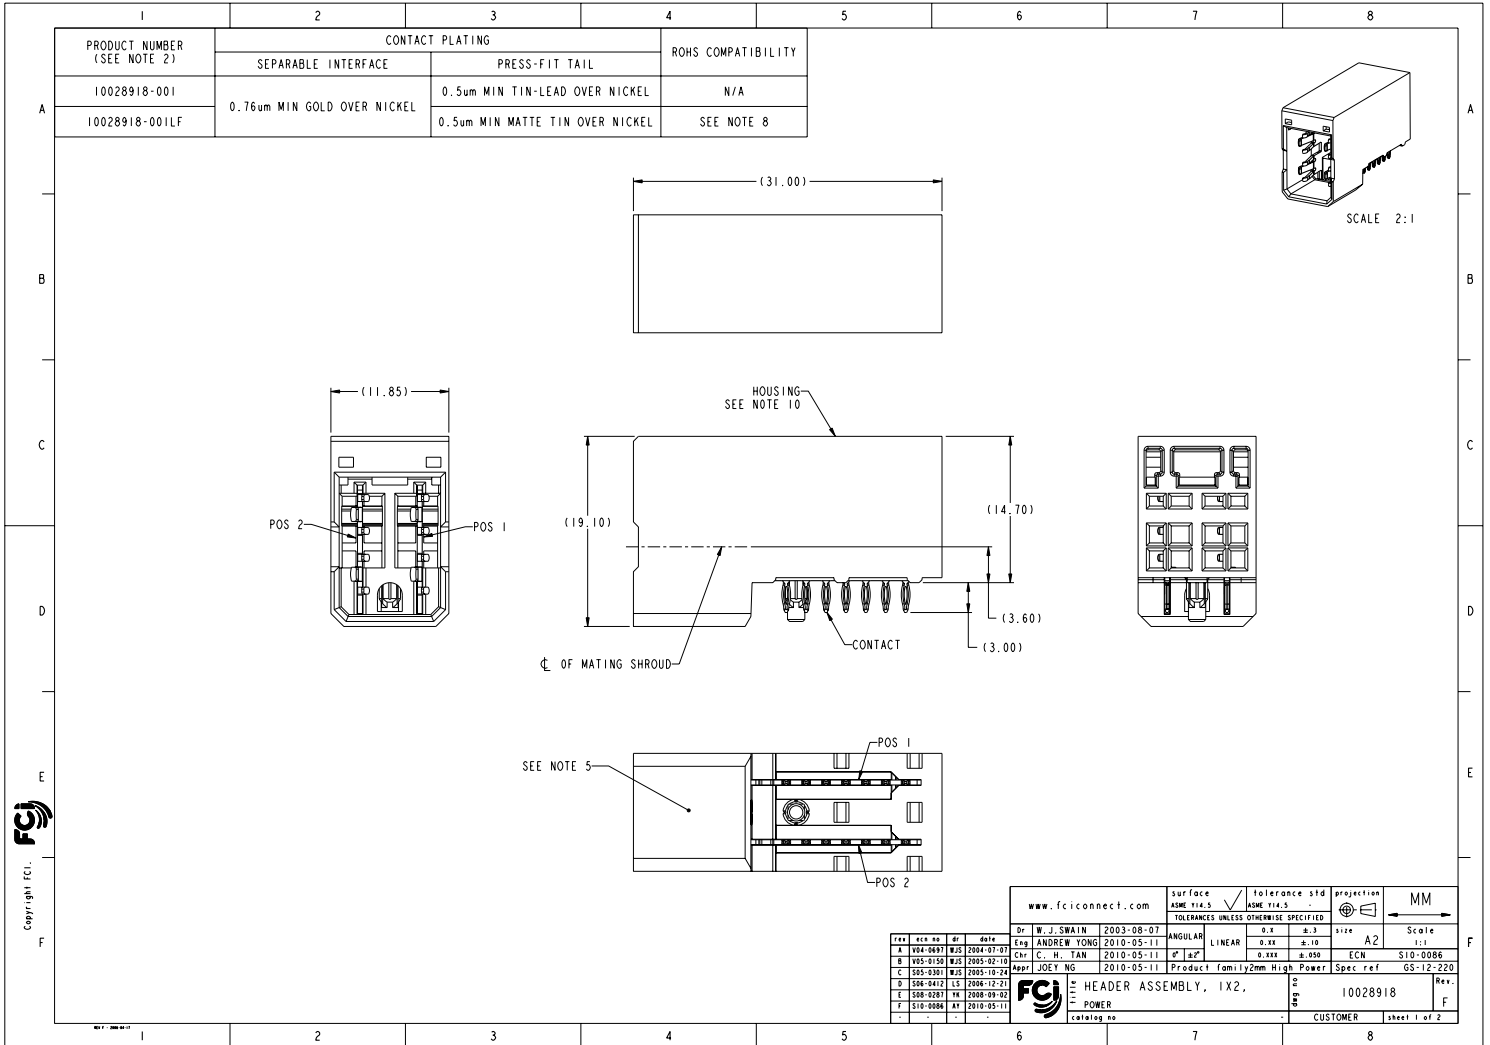 1 2 3 4 5 6 7 8
PRODUCT NUMBER
(SEE NOTE 2)
CONTACT PLATING
ROHS COMPATIBILITY
SEPARABLE INTERFACE
PRESS-FIT TAIL
10028918-001
0.76um MIN GOLD OVER NICKEL
0.5um MIN TIN-LEAD OVER NICKEL
N/A
10028918-001LF
0.5um MIN MATTE TIN OVER NICKEL
SEE NOTE 8
A
A
SCALE 2:1
(31.00)
B
B
(11.85)
HOUSING
SEE NOTE 10
C
C
POS 2
POS 1
(19.10)
(14.70)
D
D
(3.60)
(3.00)
CONTACT
℄ OF MATING SHROUD
POS 1
SEE NOTE 5
POS 2
E
E
FCi
Copyright FCI.
F
F
www.fciconnect.com
surface
ASME Y14.5
tolerance std
ASME Y14.5 -
projection
MM
TOLERANCES UNLESS OTHERWISE SPECIFIED
Dr W.J.SWAIN 2003-08-07
Eng ANDREW YONG 2010-05-11
Chr C. H. TAN 2010-05-11
Appr JOEY NG 2010-05-11
ANGULAR
0° ±2°
LINEAR
0.X ±.3
0.XX ±.10
0.XXX ±.050
size A2
Scale
1:1
ECN S10-0086
Product family 2mm High Power
Spec ref GS-12-220
rev ecn no dr date
A V04-0697 WJS 2004-07-07
B V05-0150 WJS 2005-02-10
C S05-0301 WJS 2005-10-24
D S06-0412 LS 2006-12-21
E S08-0287 YK 2008-09-02
F S10-0086 AY 2010-05-11
- - - -
FCi
title
HEADER ASSEMBLY, 1X2,
POWER
dwg no
10028918
Rev.
F
catalog no -
CUSTOMER
sheet 1 of 2
REV F - 2006-04-17
1 2 3 4 5 6 7 8